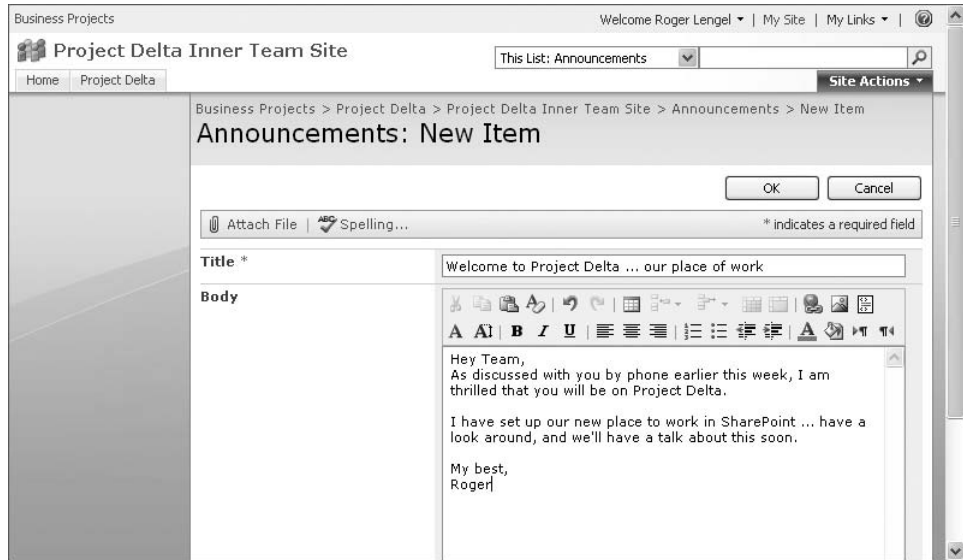 Business Projects
Welcome Roger Lengel | My Site | My Links |
Project Delta Inner Team Site
This List: Announcements
Home Project Delta
Site Actions
Business Projects > Project Delta > Project Delta Inner Team Site > Announcements > New Item
Announcements: New Item
OK Cancel
Attach File | ABC Spelling... * indicates a required field
Title * Welcome to Project Delta ... our place of work
Body
A A B I U A
Hey Team,
As discussed with you by phone earlier this week, I am
thrilled that you will be on Project Delta.
I have set up our new place to work in SharePoint ... have a
look around, and we'll have a talk about this soon.
My best,
Roger